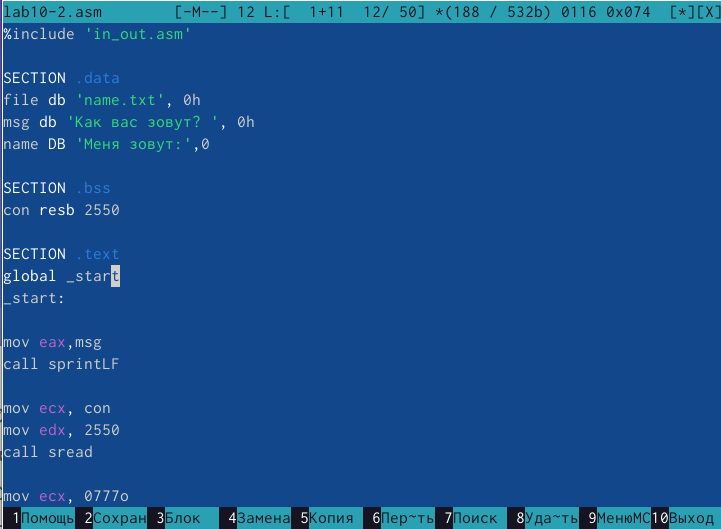 lab10-2.asm [-M--] 12 L:[ 1+11 12/ 50] *(188 / 532b) 0116 0x074 [*][X]
%include 'in_out.asm'
SECTION .data
file db 'name.txt', 0h
msg db 'Как вас зовут? ', 0h
name DB 'Меня зовут:',0
SECTION .bss
con resb 2550
SECTION .text
global _start
_start:
mov eax,msg
call sprintLF
mov ecx, con
mov edx, 2550
call sread
mov ecx, 0777o
1Помощь 2Сохран 3Блок 4Замена 5Копия 6Пер~ть 7Поиск 8Уда~ть 9МенюMC 10Выход